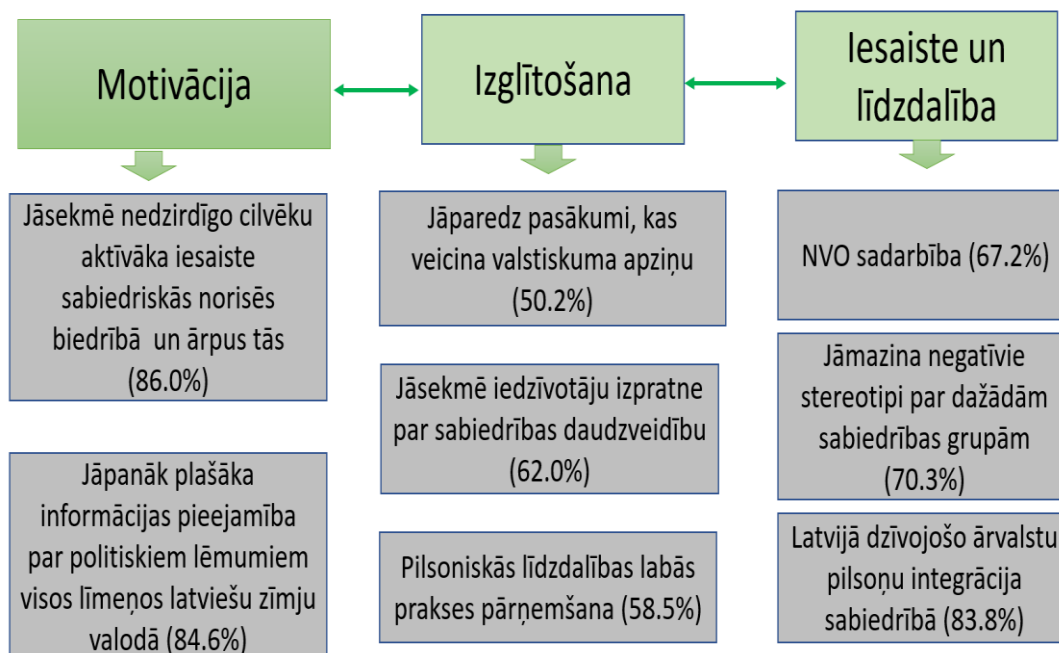 Motivācija
Jāsekmē nedzirdīgo cilvēku
aktīvāka iesaiste
sabiedriskās norisēs
biedrībā un ārpus tās
(86.0%)
Jāpanāk plašāka
informācijas pieejamība
par politiskiem lēmumiem
visos līmeņos latviešu zīmju
valodā (84.6%)
Izglītošana
Jāparedz pasākumi, kas
veicina valstiskuma apziņu
(50.2%)
Jāsekmē iedzīvotāju izpratne
par sabiedrības daudzveidību
(62.0%)
Pilsoniskās līdzdalības labās
prakses pārņemšana (58.5%)
Iesaiste un
līdzdalība
NVO sadarbība (67.2%)
Jāmazina negatīvie
stereotipi par dažādām
sabiedrības grupām
(70.3%)
Latvijā dzīvojošo ārvalstu
pilsoņu integrācija
sabiedrībā (83.8%)